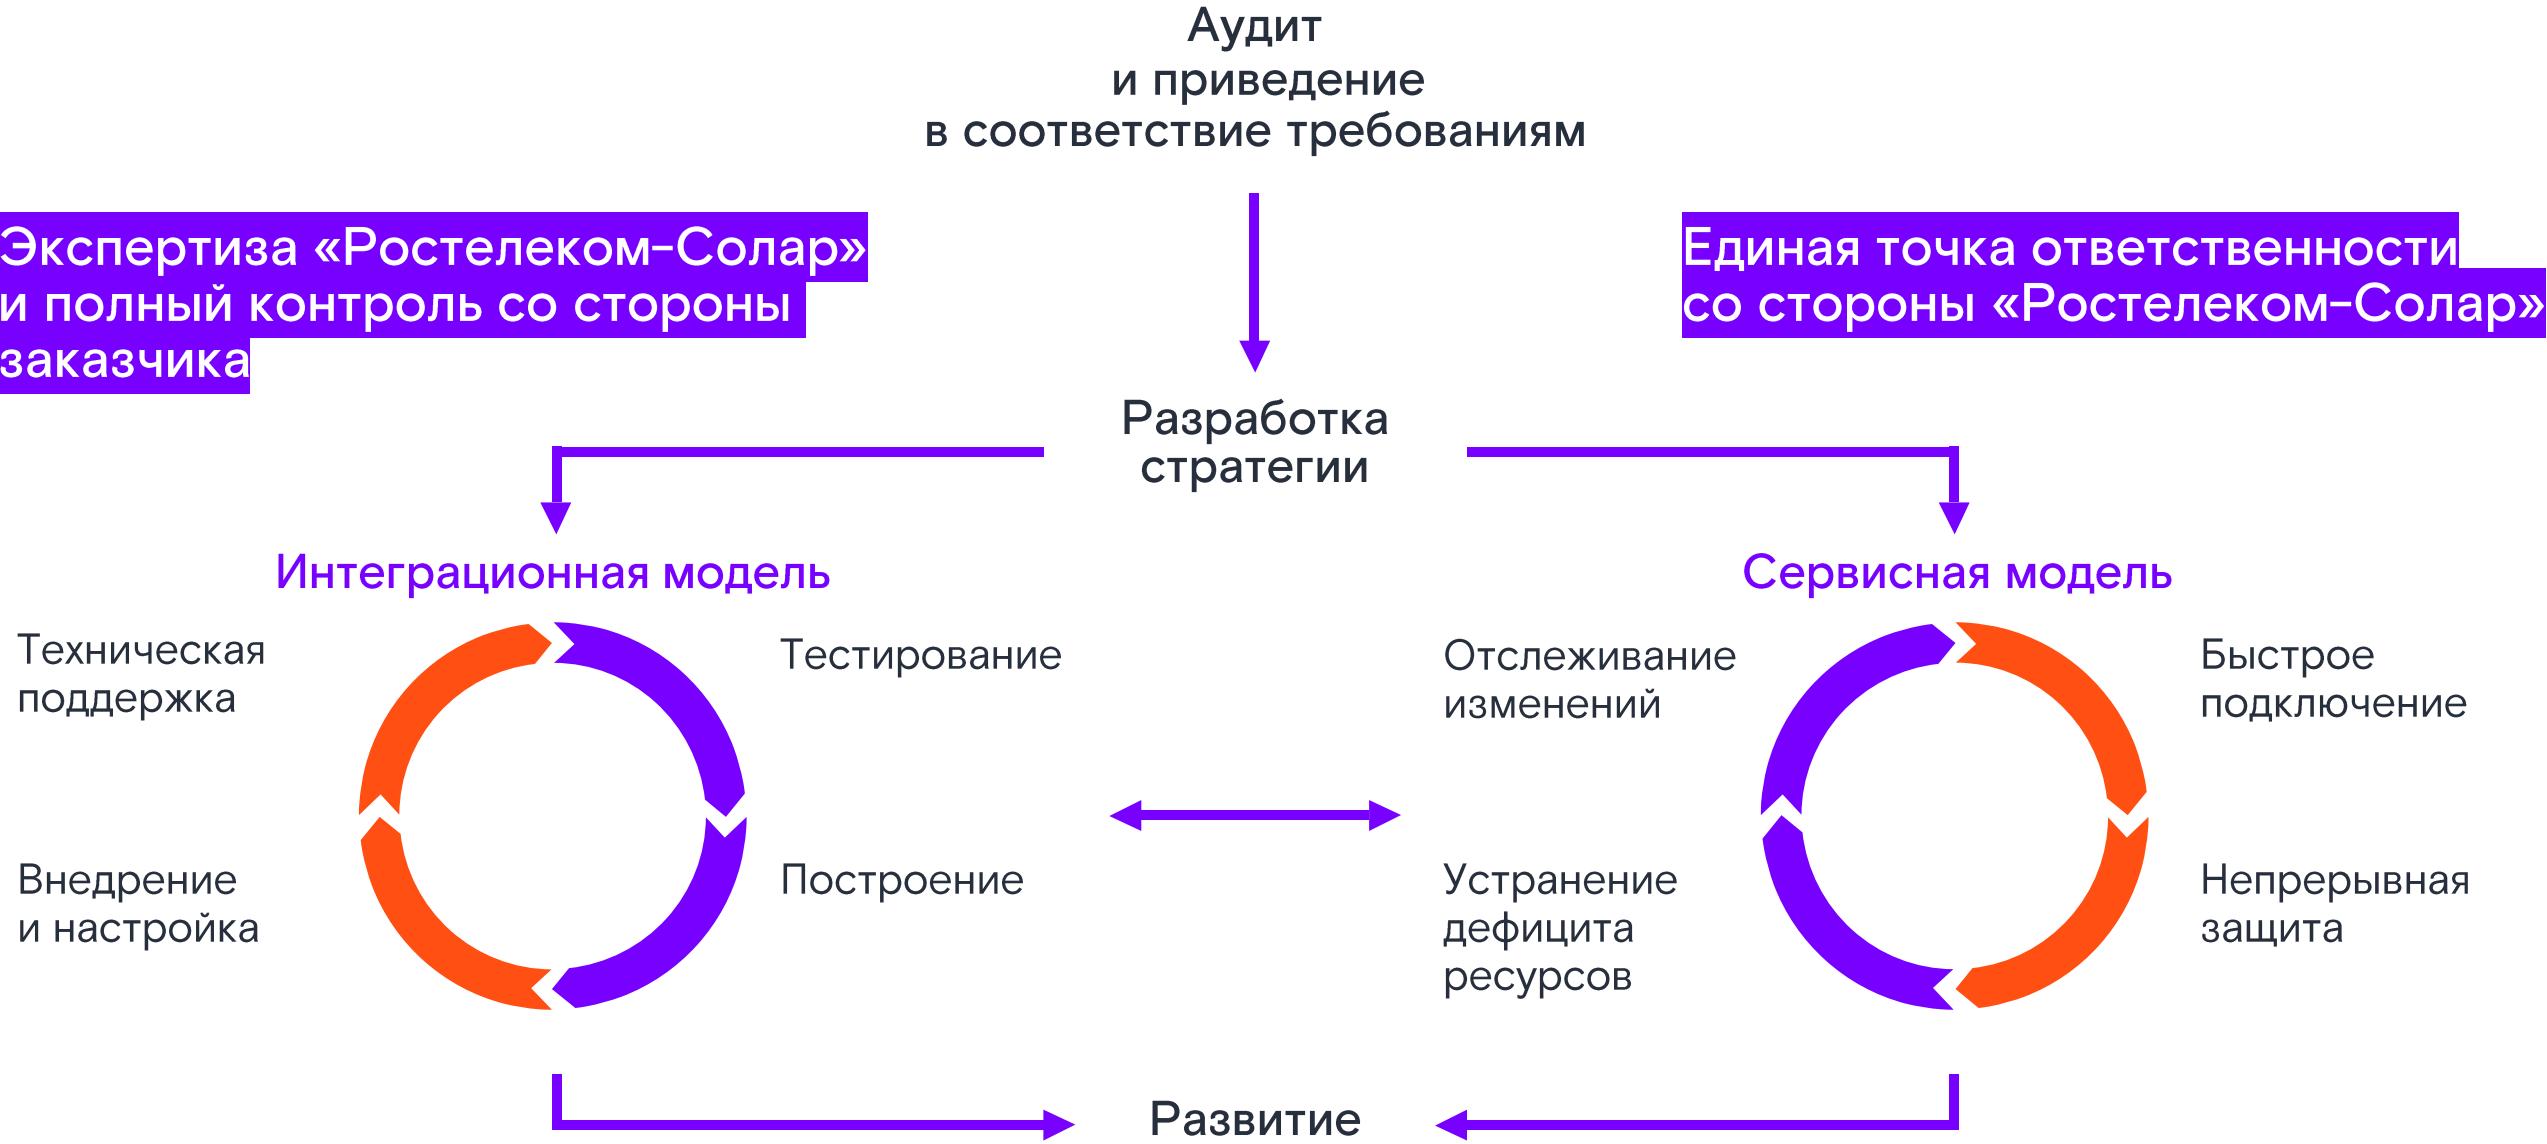 Аудит
и приведение
в соответствие требованиям
Экспертиза «Ростелеком-Солар»
и полный контроль со стороны
заказчика
Единая точка ответственности
со стороны «Ростелеком-Солар»
Разработка
стратегии
Интеграционная модель
Техническая
поддержка
Тестирование
Внедрение
и настройка
Построение
Сервисная модель
Отслеживание
изменений
Быстрое
подключение
Устранение
дефицита
ресурсов
Непрерывная
защита
Развитие